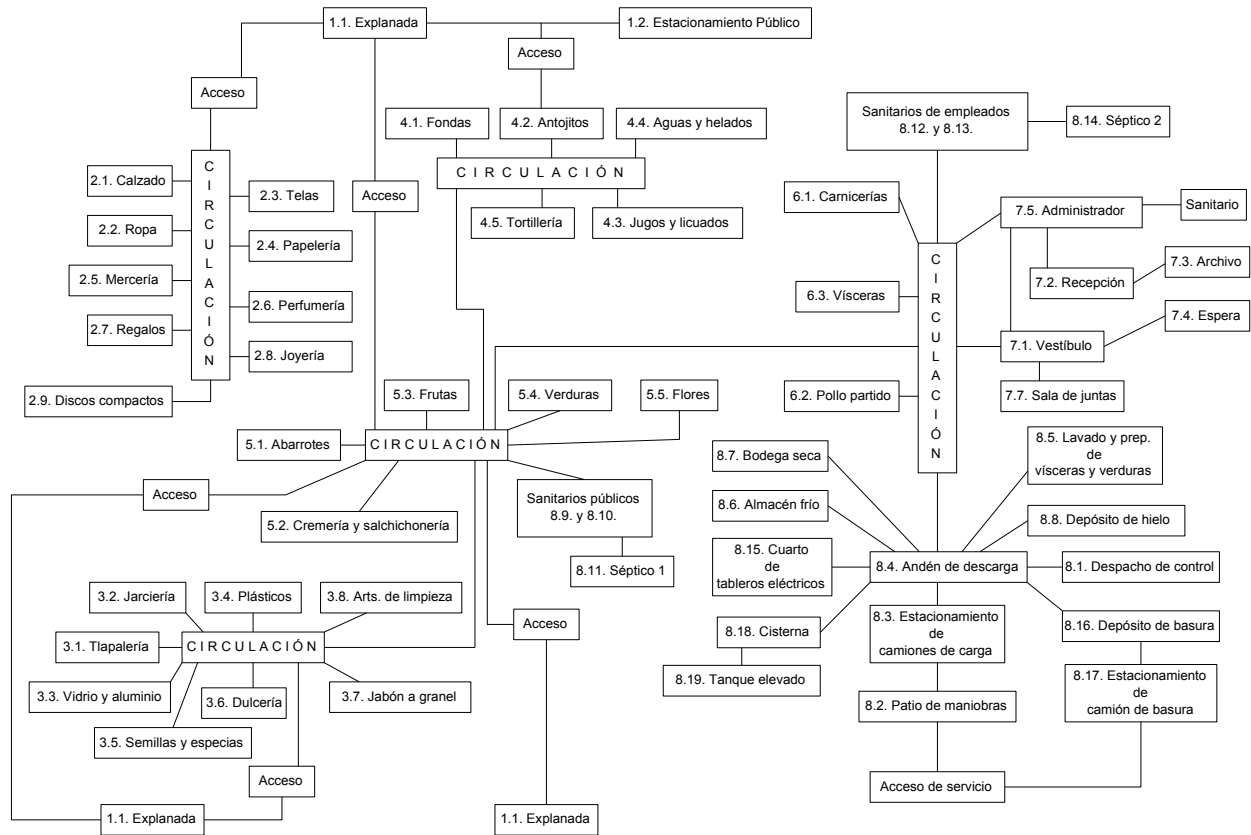 1.1. Explanada
1.2. Estacionamiento Público
Acceso
Acceso
4.1. Fondas
4.2. Antojitos
4.4. Aguas y helados
C I R C U L A C I Ó N
4.5. Tortillería
4.3. Jugos y licuados
Acceso
2.1. Calzado
2.2. Ropa
2.5. Mercería
2.7. Regalos
2.9. Discos compactos
C I R C U L A C I Ó N
2.3. Telas
2.4. Papelería
2.6. Perfumería
2.8. Joyería
5.3. Frutas
5.4. Verduras
5.5. Flores
5.1. Abarrotes
C I R C U L A C I Ó N
Acceso
5.2. Cremería y salchichonería
Sanitarios públicos
8.9. y 8.10.
8.11. Séptico 1
3.2. Jarciería
3.4. Plásticos
3.8. Arts. de limpieza
3.1. Tlapalería
C I R C U L A C I Ó N
3.3. Vidrio y aluminio
3.6. Dulcería
3.7. Jabón a granel
3.5. Semillas y especias
Acceso
1.1. Explanada
Acceso
1.1. Explanada
Sanitarios de empleados
8.12. y 8.13.
8.14. Séptico 2
6.1. Carnicerías
6.3. Vísceras
6.2. Pollo partido
C I R C U L A C I Ó N
7.5. Administrador
Sanitario
7.2. Recepción
7.3. Archivo
7.4. Espera
7.1. Vestíbulo
7.7. Sala de juntas
8.7. Bodega seca
8.5. Lavado y prep.
de
vísceras y verduras
8.6. Almacén frío
8.8. Depósito de hielo
8.15. Cuarto
de
tableros eléctricos
8.4. Andén de descarga
8.1. Despacho de control
8.18. Cisterna
8.3. Estacionamiento
de
camiones de carga
8.16. Depósito de basura
8.19. Tanque elevado
8.2. Patio de maniobras
8.17. Estacionamiento
de
camión de basura
Acceso de servicio